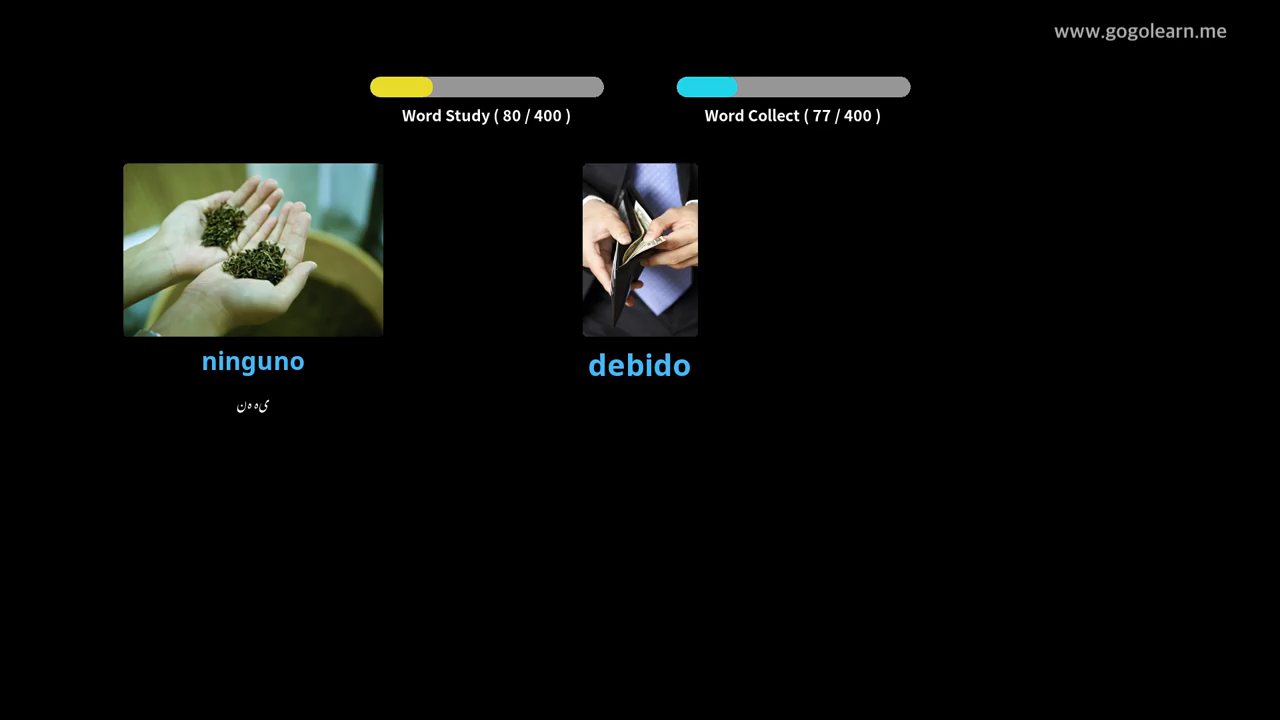 www.gogolearn.me
Word Study ( 80 / 400 )
Word Collect ( 77 / 400 )
ninguno
debido
ی ہ ہ ن